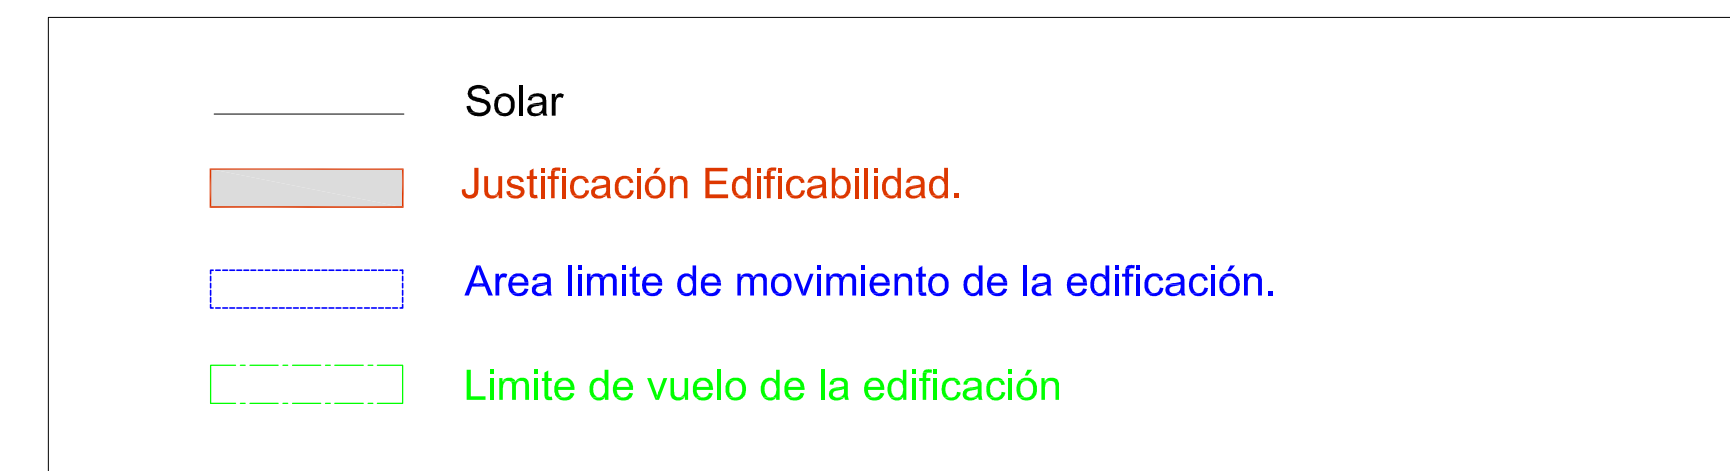 Solar
Justificación Edificabilidad.
Area limite de movimiento de la edificación.
Limite de vuelo de la edificación